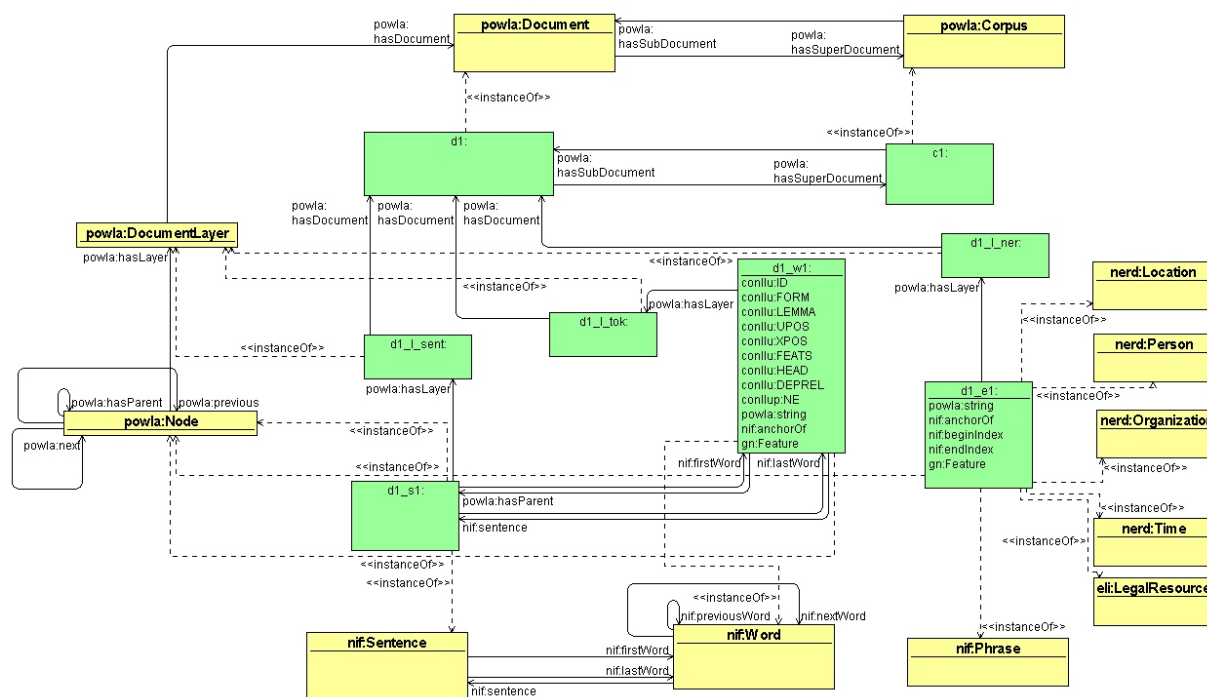 powla:
hasDocument
powla:Document
powla:
hasSubDocument
powla:
hasSuperDocument
powla:Corpus
<<instanceOf>>
<<instanceOf>>
d1:
powla:
hasSubDocument
powla:
hasSuperDocument
c1:
powla:
hasDocument
powla:
hasDocument
powla:
hasDocument
powla:DocumentLayer
powla:hasLayer
<<instanceOf>>
d1_l_ner:
powla:hasLayer
<<instanceOf>>
powla:hasLayer
d1_l_tok:
d1_w1:
conllu:ID
conllu:FORM
conllu:LEMMA
conllu:UPOS
conllu:XPOS
conllu:FEATS
conllu:HEAD
conllu:DEPREL
conllup:NE
powla:string
nif:anchorOf
gn:Feature
nerd:Location
<<instanceOf>>
nerd:Person
<<instanceOf>>
d1_l_sent:
<<instanceOf>>
powla:hasLayer
powla:hasParent
powla:previous
powla:Node
powla:next
d1_e1:
powla:string
nif:anchorOf
nif:beginIndex
nif:endIndex
gn:Feature
nerd:Organization
<<instanceOf>>
<<instanceOf>>
<<instanceOf>>
nif:firstWord
nif:lastWord
d1_s1:
powla:hasParent
nif:sentence
<<instanceOf>>
nerd:Time
<<instanceOf>>
eli:LegalResource
<<instanceOf>>
<<instanceOf>>
<<instanceOf>>
nif:previousWord
nif:nextWord
<<instanceOf>>
nif:Sentence
nif:firstWord
nif:lastWord
nif:sentence
nif:Word
nif:Phrase